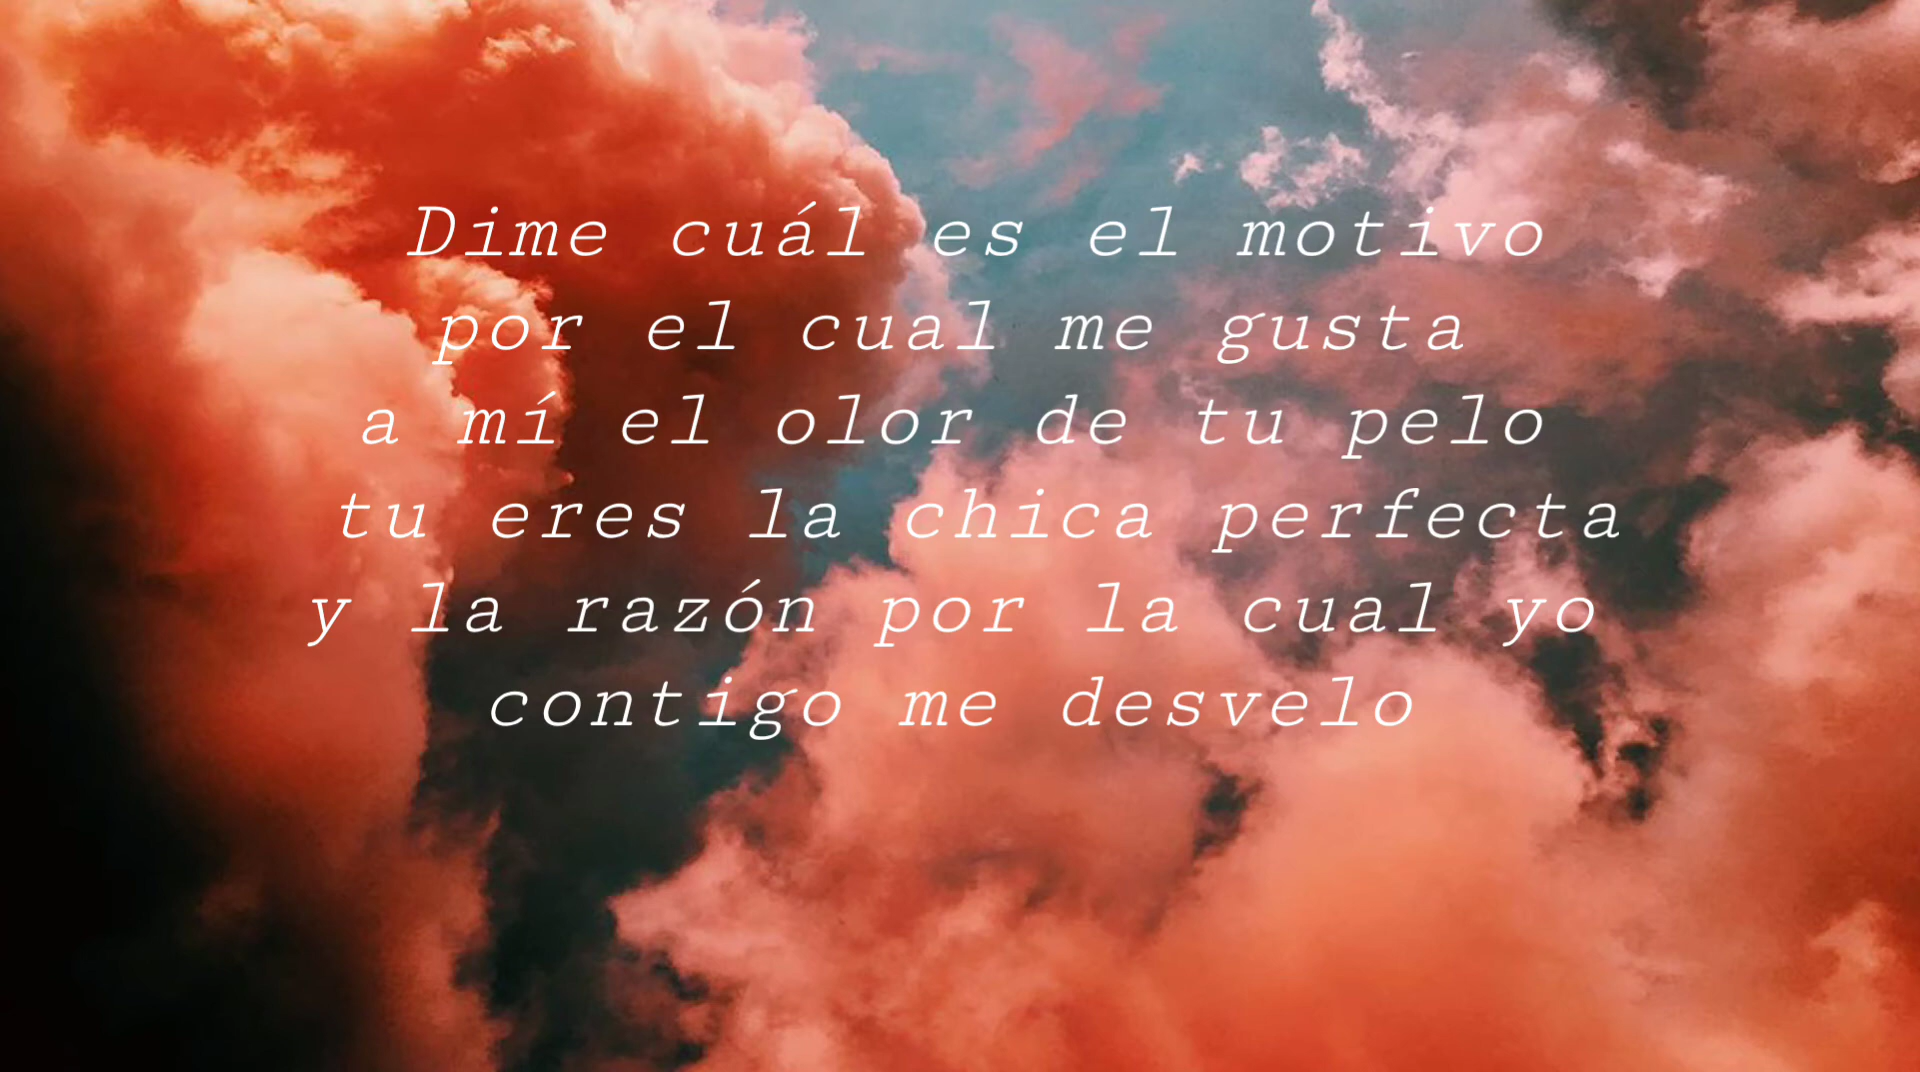 Dime cuál es el motivo
por el cual me gusta
a mí el olor de tu pelo
tu eres la chica perfecta
y la razón por la cual yo
contigo me desvelo